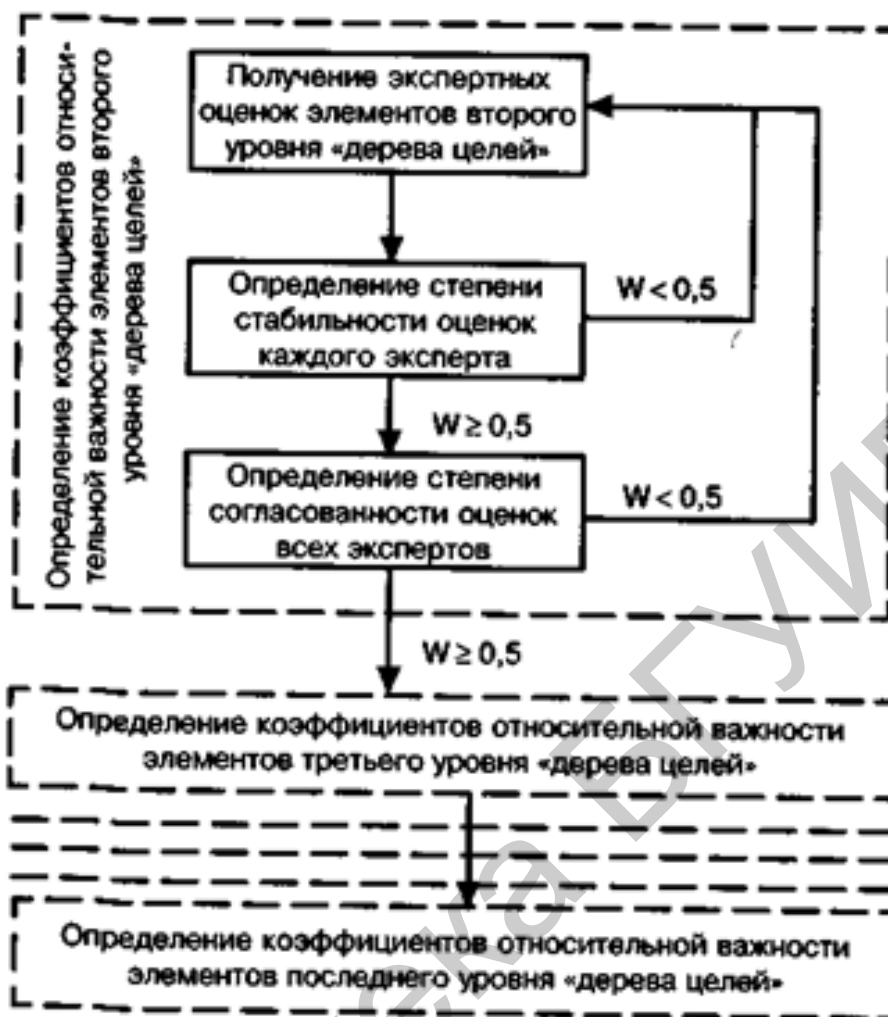 Определение коэффициентов относи-
тельной важности элементов второго
уровня «дерева целей»
Получение экспертных
оценок элементов второго
уровня «дерева целей»
Определение степени
стабильности оценок
каждого эксперта
W < 0,5
W ≥ 0,5
Определение степени
согласованности оценок
всех экспертов
W < 0,5
W ≥ 0,5
Определение коэффициентов относительной важности
элементов третьего уровня «дерева целей»
Определение коэффициентов относительной важности
элементов последнего уровня «дерева целей»